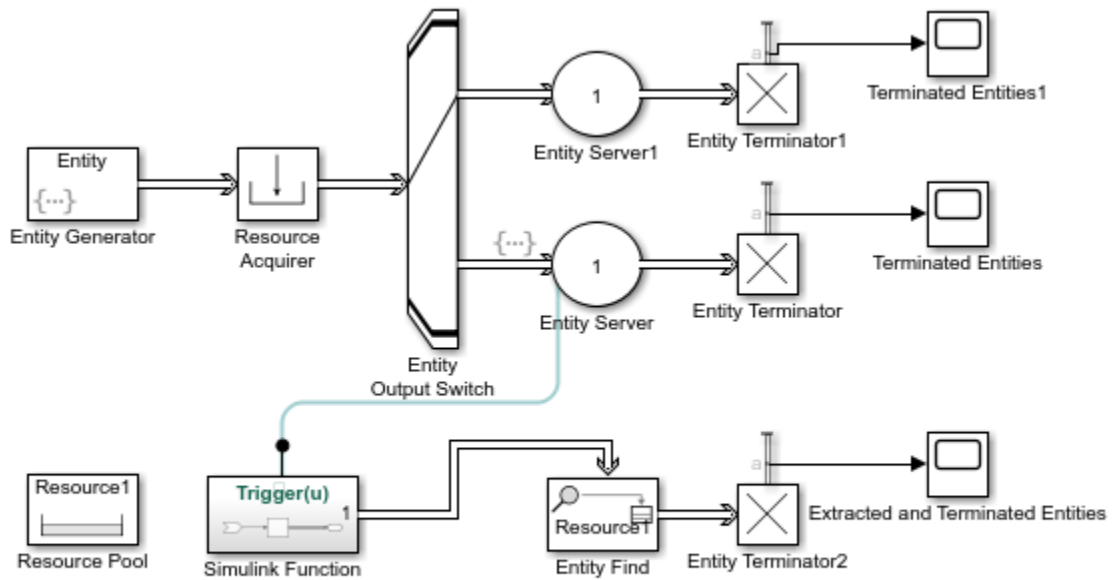 1
a
Terminated Entities1
Entity Server1
Entity Terminator1
Entity
{...}
Entity Generator
Resource
Acquirer
{...}
1
a
Terminated Entities
Entity Server
Entity Terminator
Entity
Output Switch
Resource1
Resource Pool
Trigger(u)
1
Simulink Function
Resource1
Entity Find
a
Extracted and Terminated Entities
Entity Terminator2